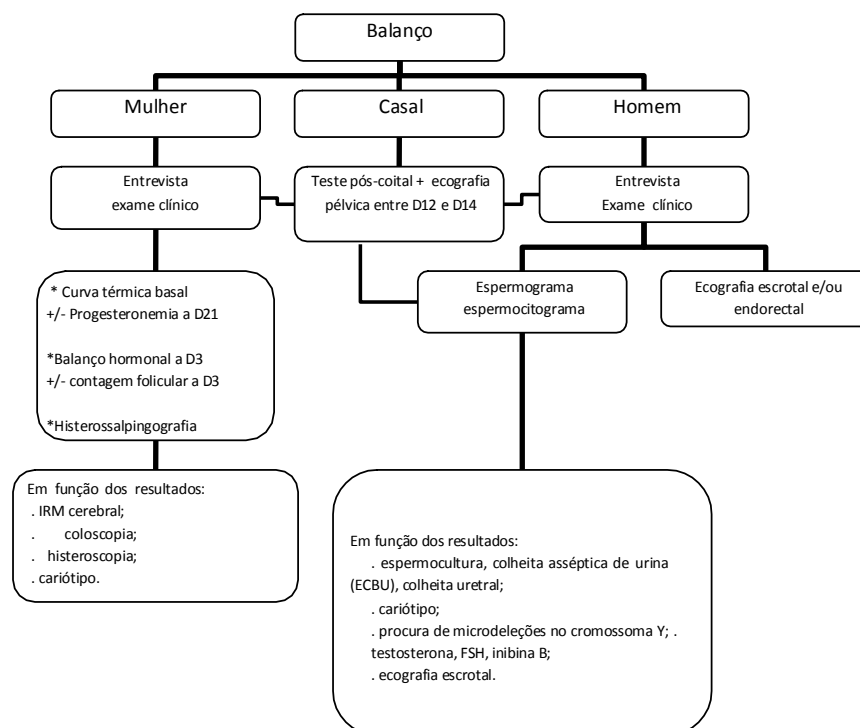 Balanço
Mulher
Casal
Homem
Entrevista
exame clínico
Teste pós-coital + ecografia
pélvica entre D12 e D14
Entrevista
Exame clínico
* Curva térmica basal
+/- Progesteronemia a D21
*Balanço hormonal a D3
+/- contagem folicular a D3
*Histerossalpingografia
Espermograma
espermocitograma
Ecografia escrotal e/ou
endorectal
Em função dos resultados:
. IRM cerebral;
. coloscopia;
. histeroscopia;
. cariótipo.
Em função dos resultados:
. espermocultura, colheita asséptica de urina
(ECBU), colheita uretral;
. cariótipo;
. procura de microdeleções no cromossoma Y; .
testosterona, FSH, inibina B;
. ecografia escrotal.